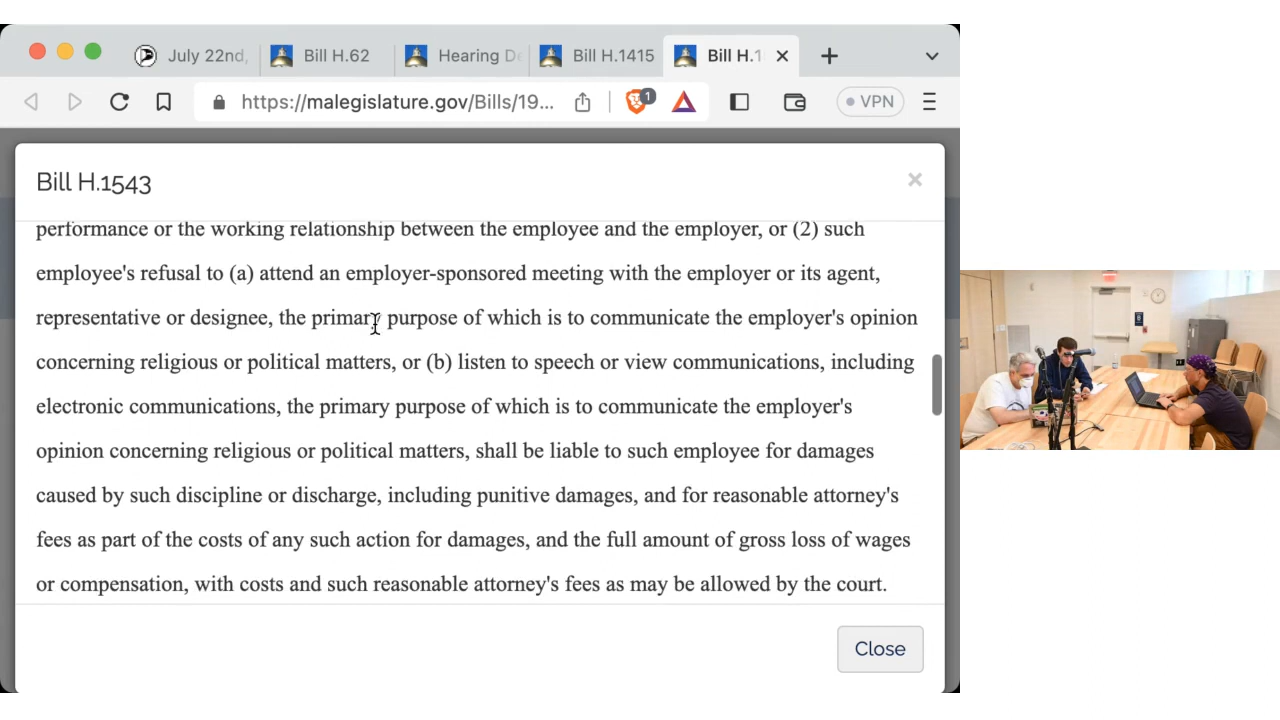 July 22nd,
Bill H.62
Hearing De
Bill H.1415
Bill H.1
https://malegislature.gov/Bills/19...
1
VPN
Bill H.1543
performance or the working relationship between the employee and the employer, or (2) such
employee's refusal to (a) attend an employer-sponsored meeting with the employer or its agent,
representative or designee, the primary purpose of which is to communicate the employer's opinion
concerning religious or political matters, or (b) listen to speech or view communications, including
electronic communications, the primary purpose of which is to communicate the employer's
opinion concerning religious or political matters, shall be liable to such employee for damages
caused by such discipline or discharge, including punitive damages, and for reasonable attorney's
fees as part of the costs of any such action for damages, and the full amount of gross loss of wages
or compensation, with costs and such reasonable attorney's fees as may be allowed by the court.
Close